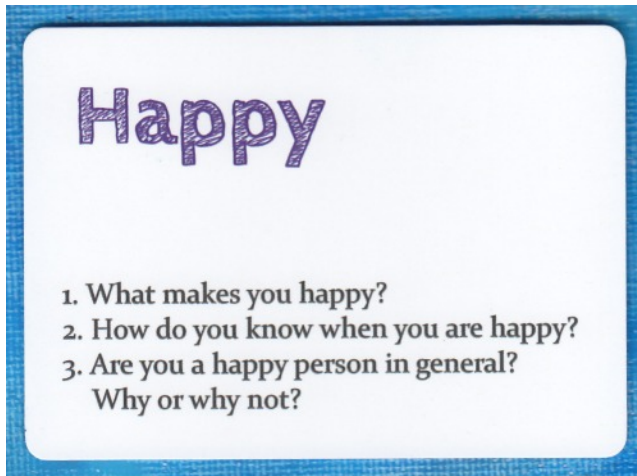 Happy
1. What makes you happy?
2. How do you know when you are happy?
3. Are you a happy person in general?
Why or why not?